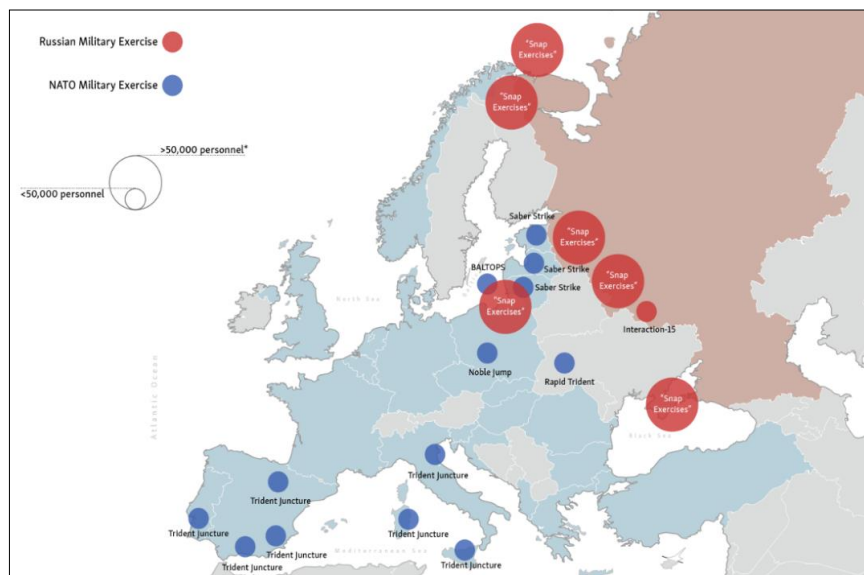 Russian Military Exercise
NATO Military Exercise
>50,000 personnel*
<50,000 personnel
"Snap
Exercises"
"Snap
Exercises"
Saber Strike
"Snap
Exercises"
BALTOPS
Saber Strike
"Snap
Exercises"
Saber Strike
North Sea
"Snap
Exercises"
Interaction-15
Noble Jump
Rapid Trident
Atlantic Ocean
"Snap
Exercises"
Black Sea
Trident Juncture
Trident Juncture
Trident Juncture
Trident Juncture
Trident Juncture
Mediterranean Sea
Trident Juncture
Trident Juncture